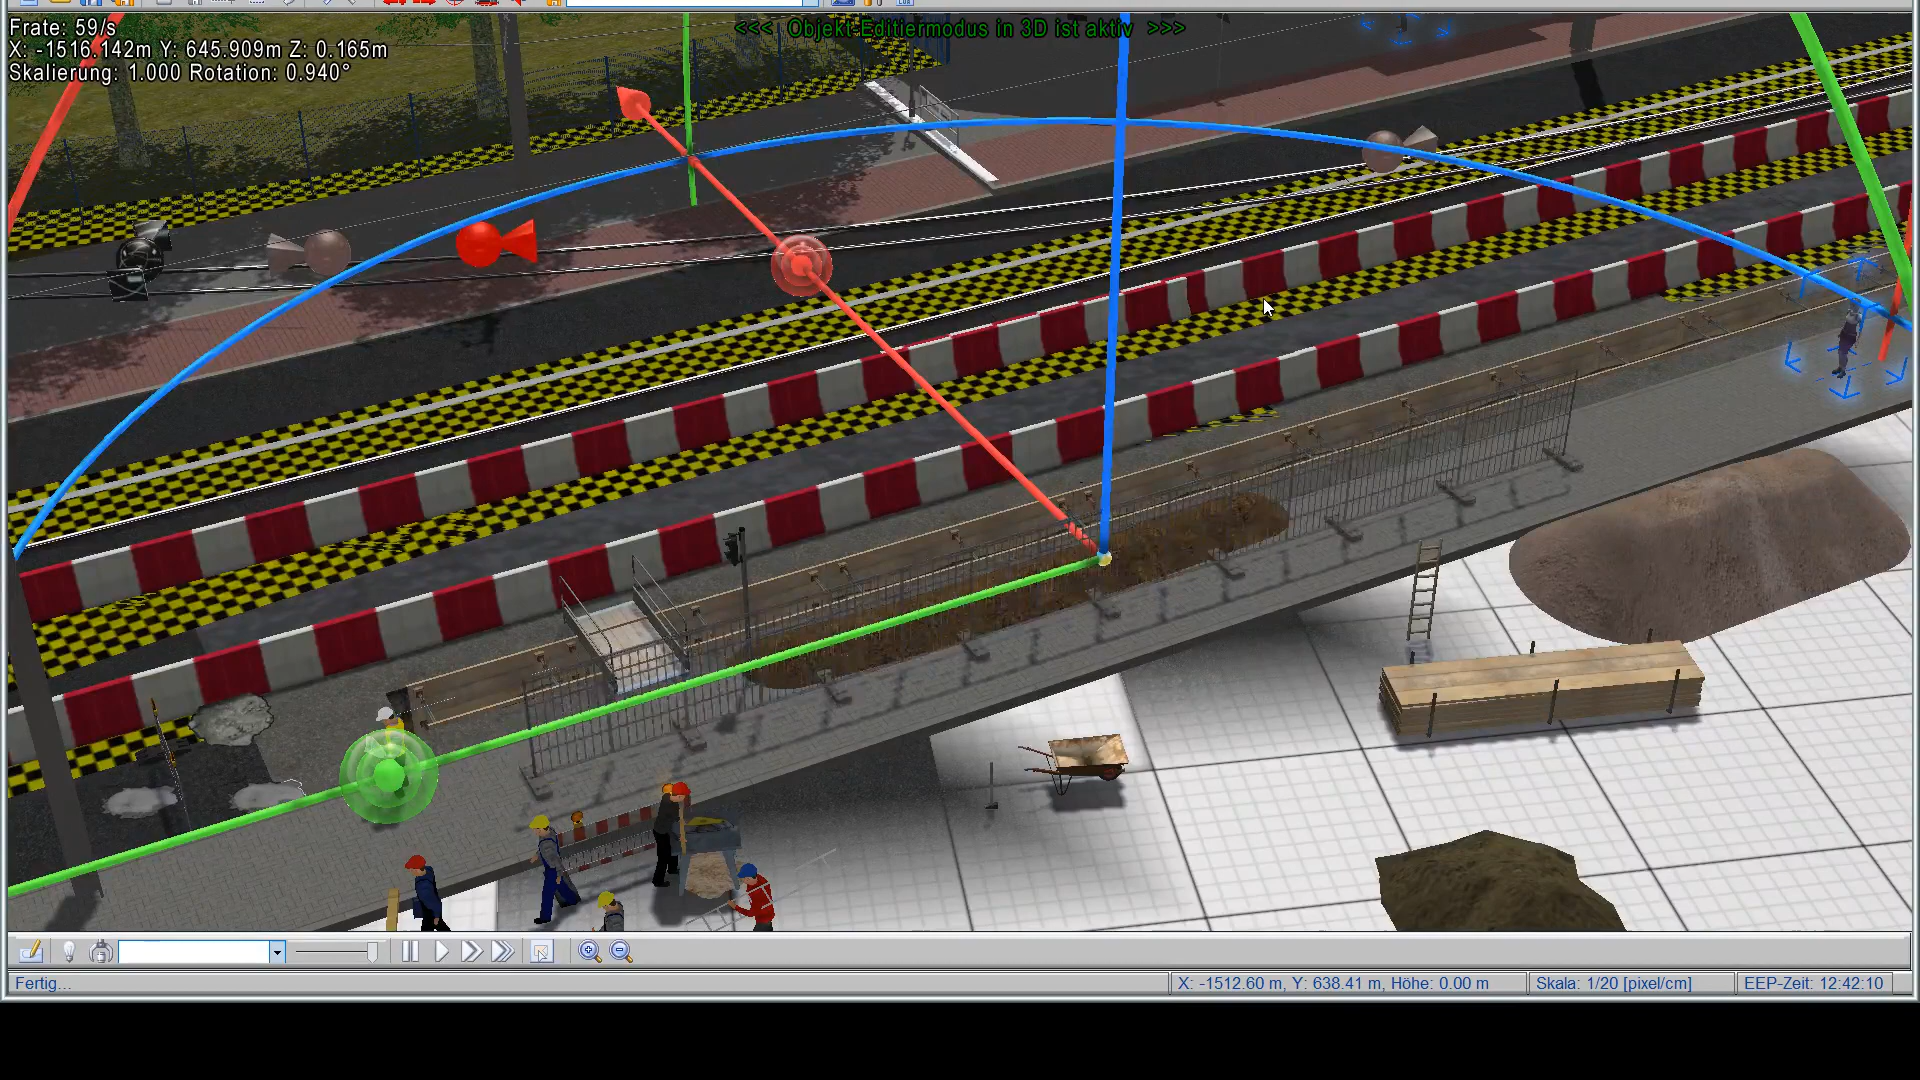 Frate: 59/s
<<< Objekt-Editiermodus in 3D ist aktiv >>>
X: -1516.142m Y: 645.909m Z: 0.165m
Skalierung: 1.000 Rotation: 0.940°
Fertig...
X: -1512.60 m, Y: 638.41 m, Höhe: 0.00 m
Skala: 1/20 [pixel/cm]
EEP-Zeit: 12:42:10